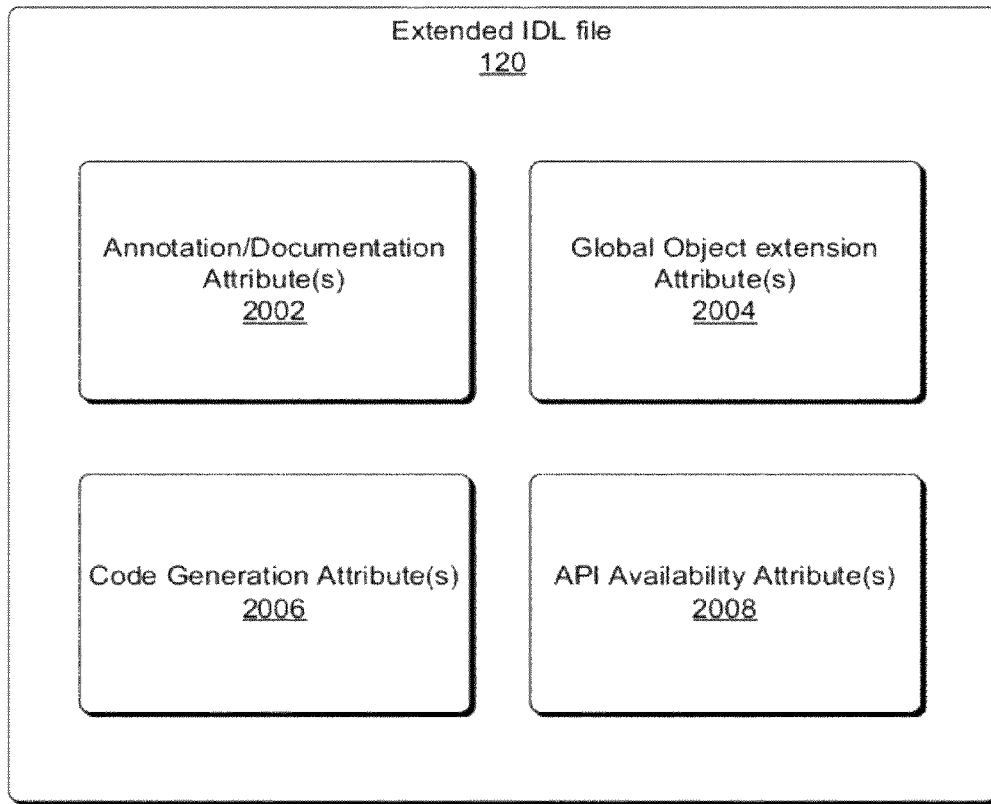 Extended IDL file
120
Annotation/Documentation
Attribute(s)
2002
Global Object extension
Attribute(s)
2004
Code Generation Attribute(s)
2006
API Availability Attribute(s)
2008